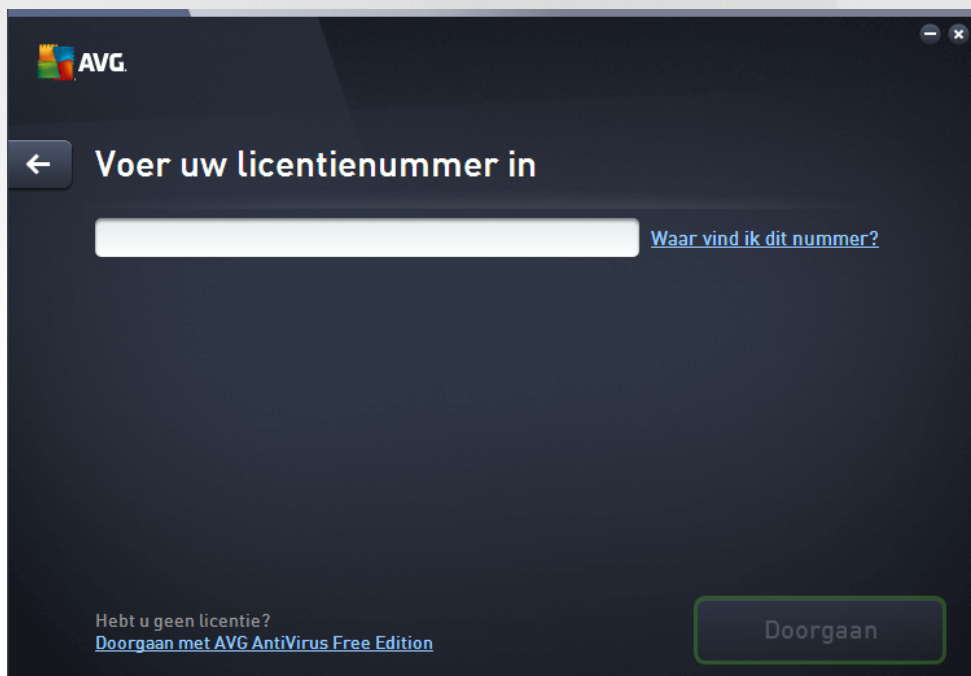 AVG.
Voer uw licentienummer in
Waar vind ik dit nummer?
Hebt u geen licentie?
Doorgaan met AVG AntiVirus Free Edition
Doorgaan